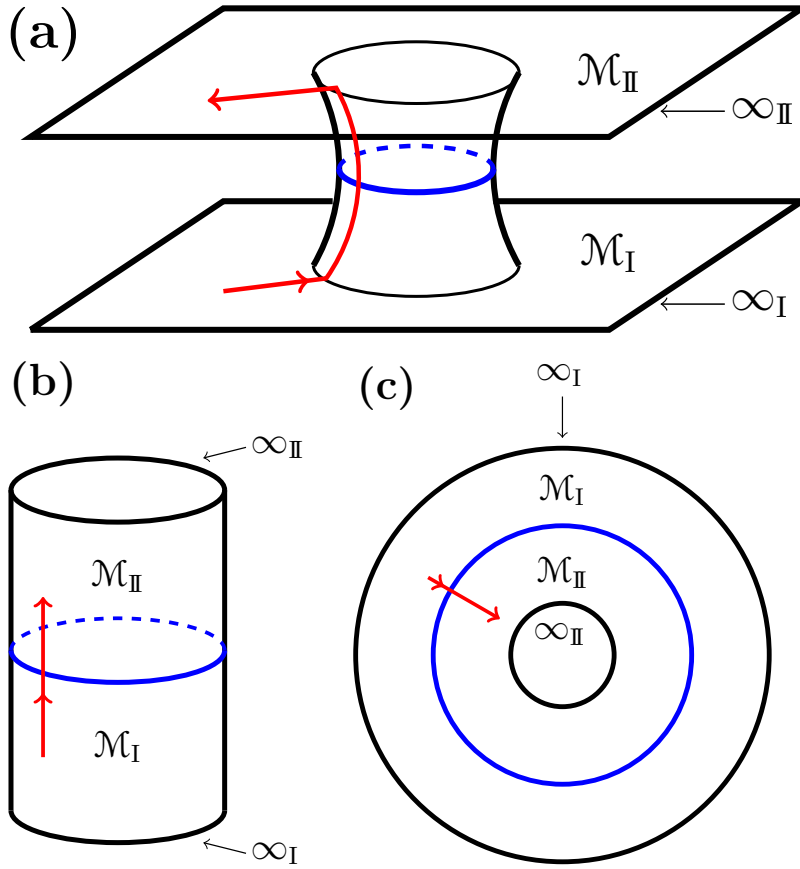 (a)
ℳ_Ⅱ
∞_Ⅱ
ℳ_Ⅰ
∞_Ⅰ
(b)
∞_Ⅱ
ℳ_Ⅱ
ℳ_Ⅰ
∞_Ⅰ
(c)
∞_Ⅰ
ℳ_Ⅰ
ℳ_Ⅱ
∞_Ⅱ